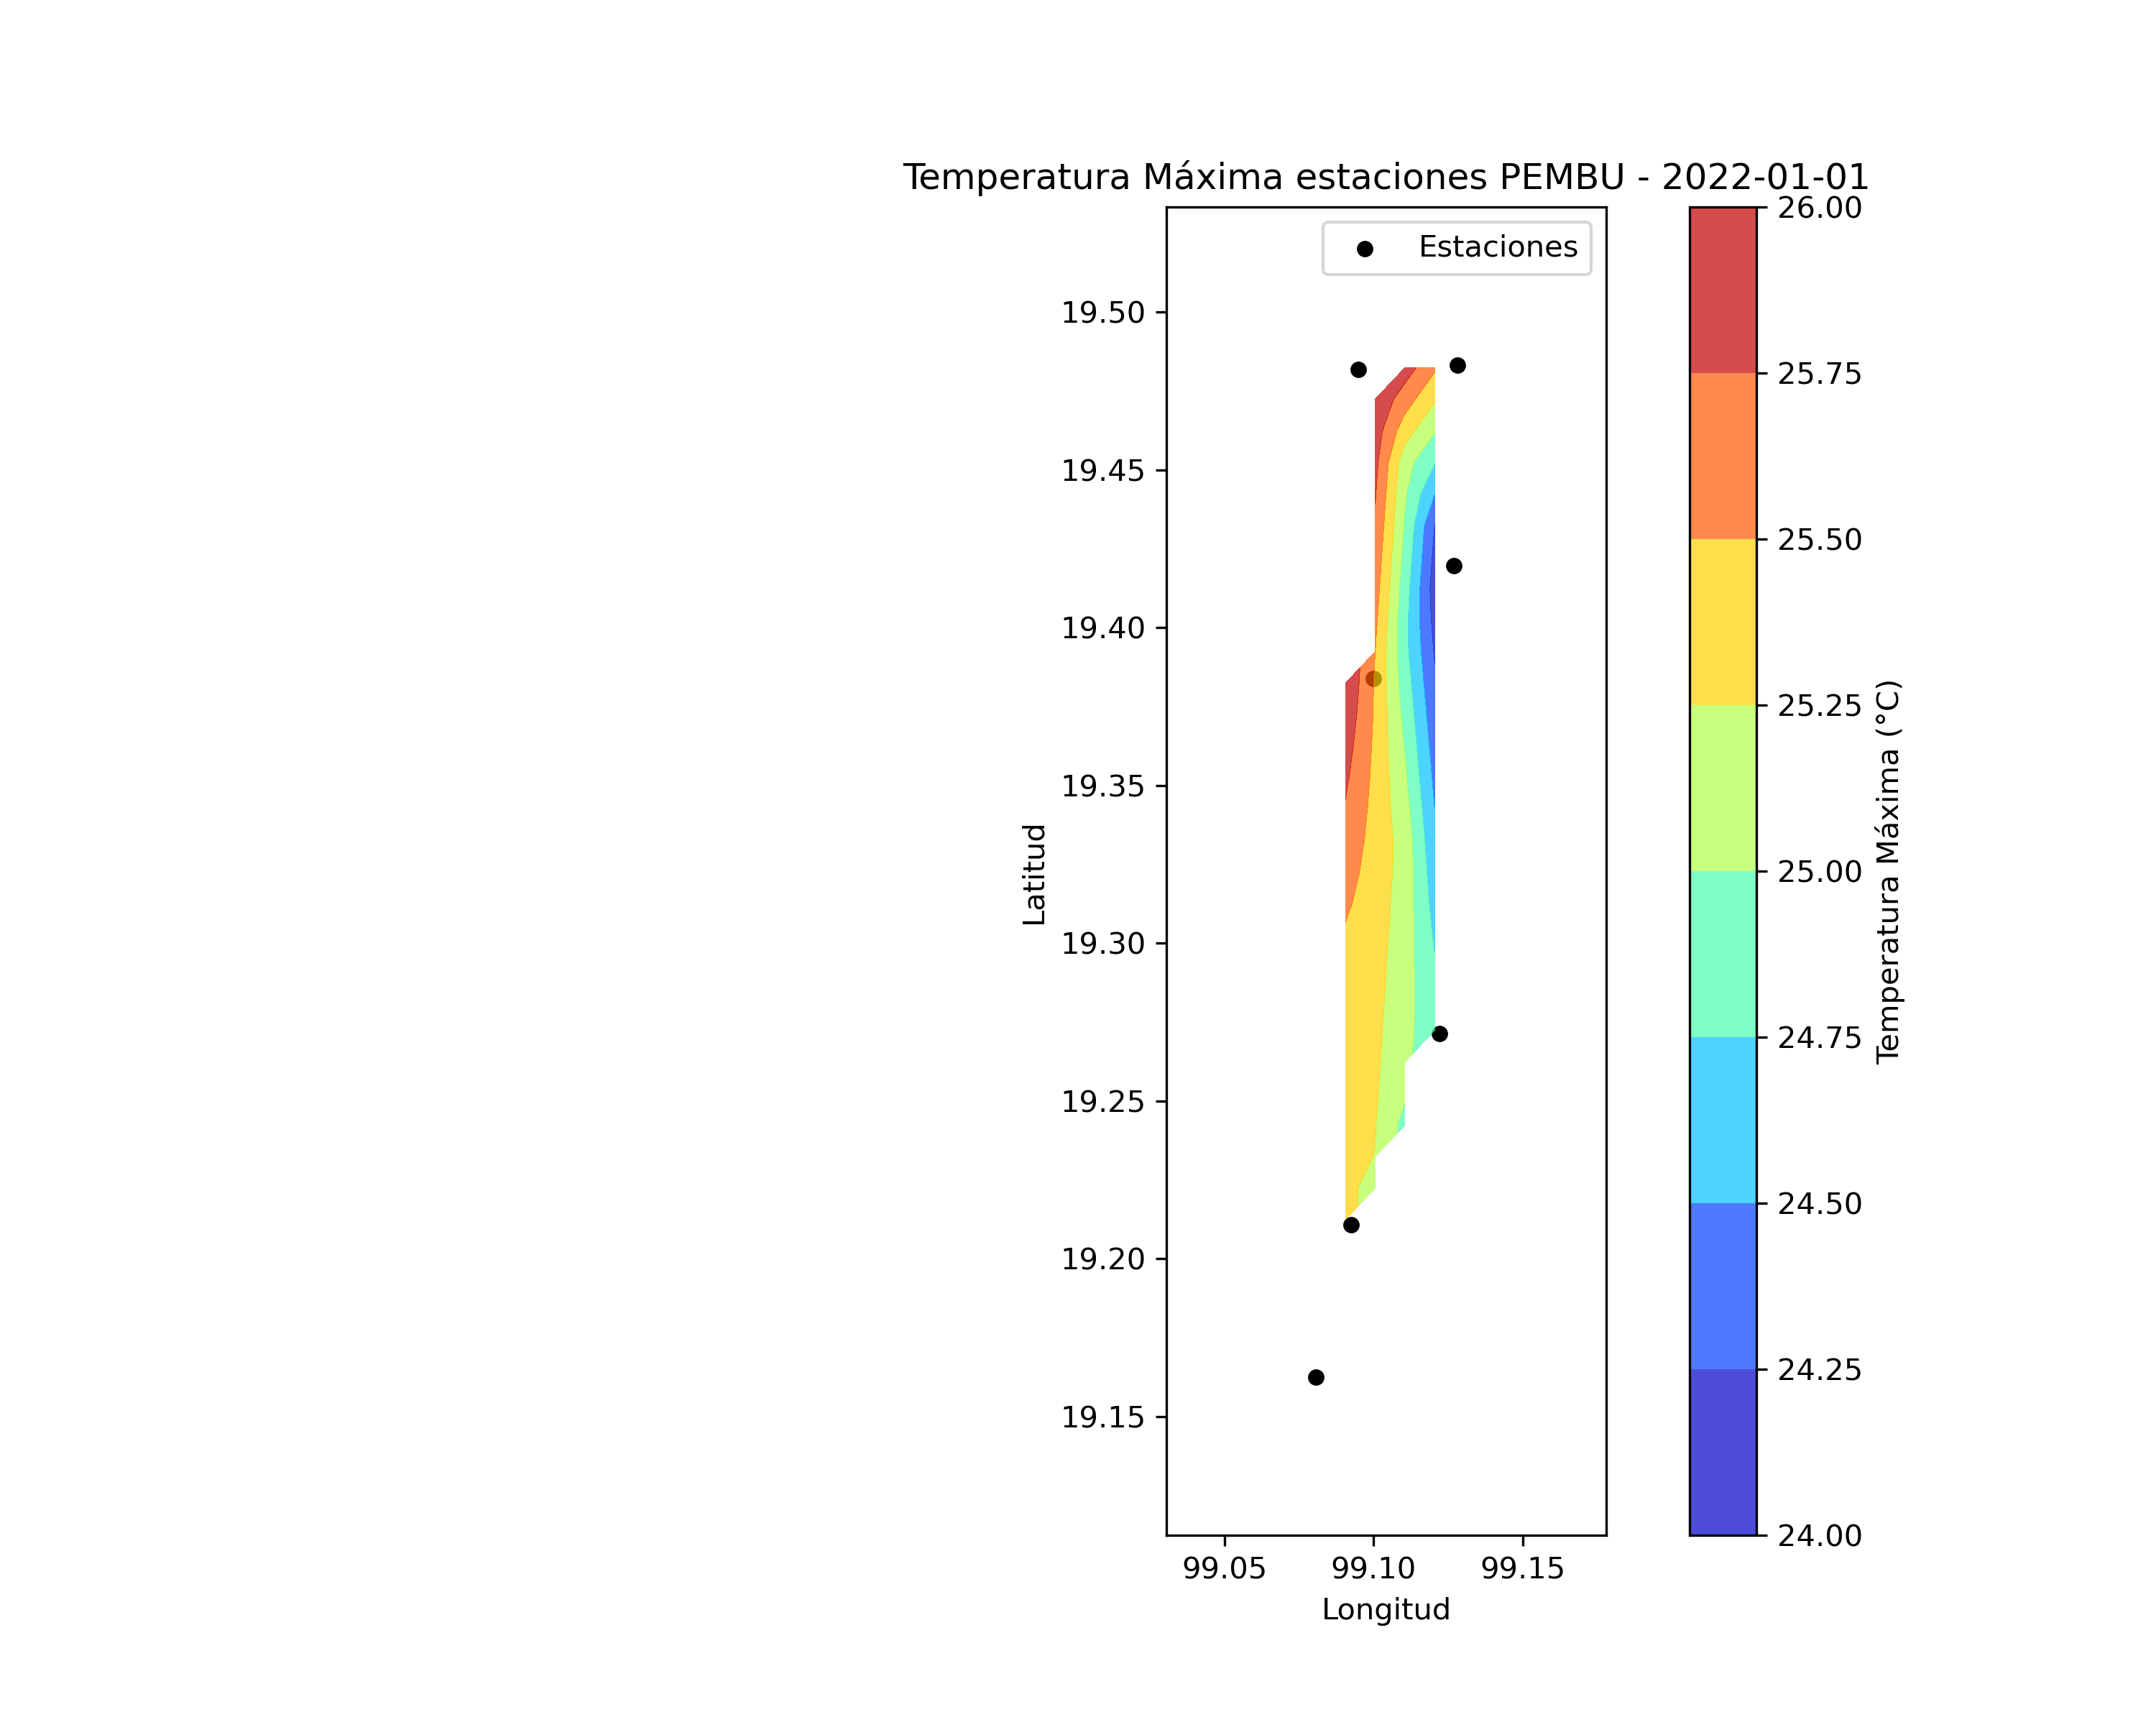 Temperatura Máxima estaciones PEMBU - 2022-01-01
Estaciones
19.50
19.45
19.40
19.35
19.30
19.25
19.20
19.15
Latitud
99.05 99.10 99.15
Longitud
26.00
25.75
25.50
25.25
25.00
24.75
24.50
24.25
24.00
Temperatura Máxima (°C)